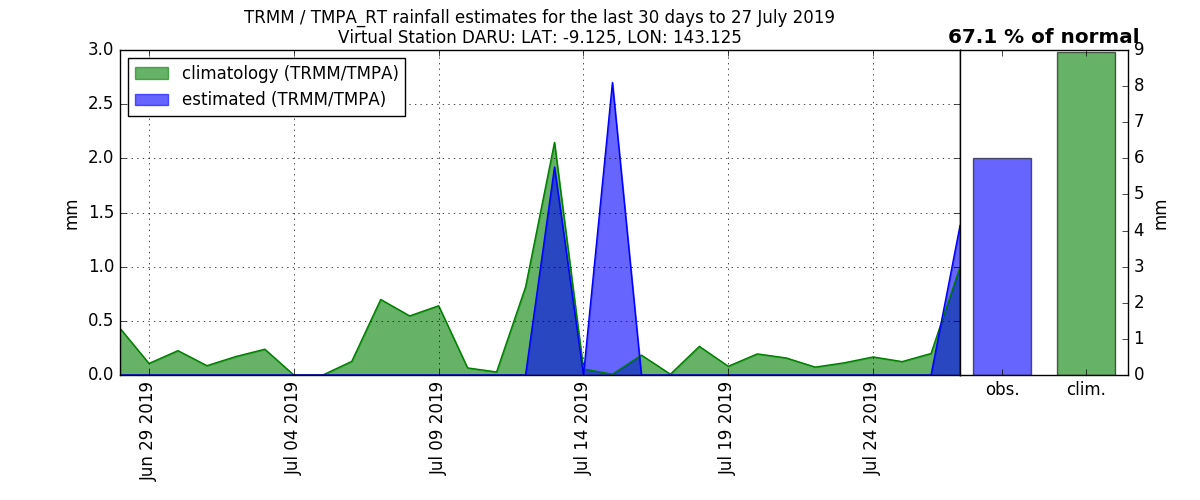 TRMM / TMPA_RT rainfall estimates for the last 30 days to 27 July 2019
Virtual Station DARU: LAT: -9.125, LON: 143.125
67.1 % of normal
climatology (TRMM/TMPA)
estimated (TRMM/TMPA)
mm
3.0
2.5
2.0
1.5
1.0
0.5
0.0
Jun 29 2019
Jul 04 2019
Jul 09 2019
Jul 14 2019
Jul 19 2019
Jul 24 2019
obs.
clim.
9
8
7
6
5
4
3
2
1
0
mm